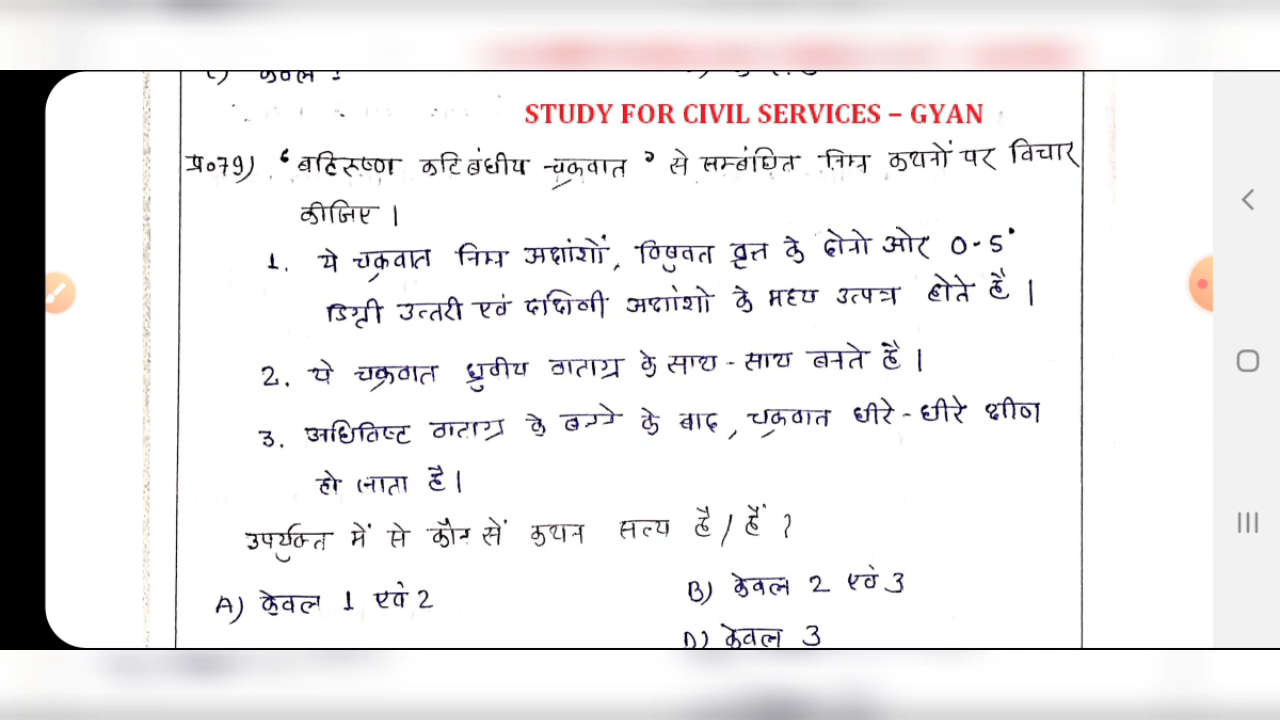 C) केवल 1
STUDY FOR CIVIL SERVICES – GYAN
प्र०79) ‘बहिरूष्ण कटिबंधीय चक्रवात’ से सम्बंधित निम्न कथनों पर विचार
कीजिए ।
1. ये चक्रवात निम्न अक्षांशों, विषुवत वृत्त के दोनो ओर 0-5°
डिग्री उत्तरी एवं दक्षिणी अक्षांशो के मध्य उत्पन्न होते है ।
2. ये चक्रवात ध्रुवीय वाताग्र के साथ - साथ बनते है ।
3. अधिविष्ट वाताग्र के बनने के बाद , चक्रवात धीरे - धीरे क्षीण
हो जाता है ।
उपर्युक्त में से कौन सें कथन सत्य है / हैं ?
A) केवल 1 एवं 2
B) केवल 2 एवं 3
D) केवल 3